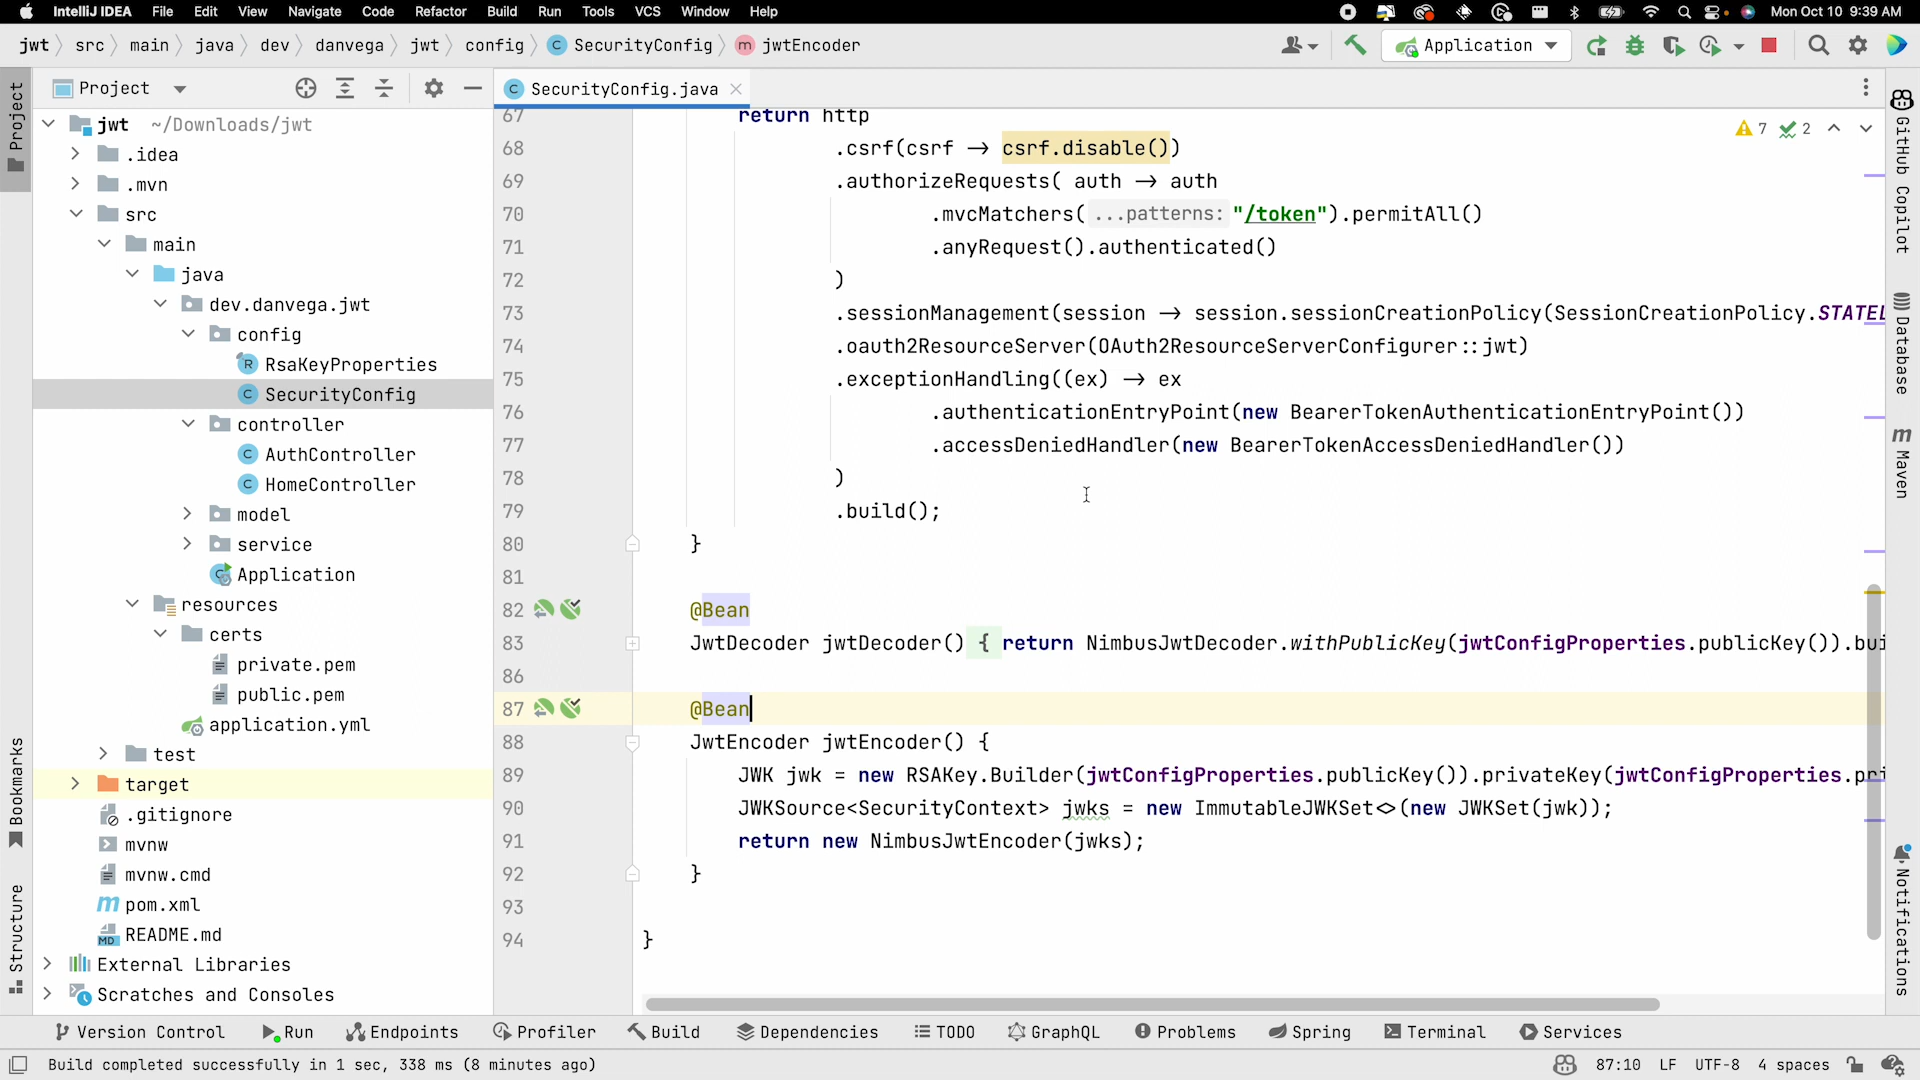 IntelliJ IDEA File Edit View Navigate Code Refactor Build Run Tools VCS Window Help Mon Oct 10 9:39 AM
jwt src main java dev danvega jwt config SecurityConfig jwtEncoder Application
Project
SecurityConfig.java
jwt ~/Downloads/jwt
.idea
.mvn
src
main
java
dev.danvega.jwt
config
RsaKeyProperties
SecurityConfig
controller
AuthController
HomeController
model
service
Application
resources
certs
private.pem
public.pem
application.yml
test
target
.gitignore
mvnw
mvnw.cmd
pom.xml
README.md
External Libraries
Scratches and Consoles
7 2
67 return http
68 .csrf(csrf → csrf.disable())
69 .authorizeRequests( auth → auth
70 .mvcMatchers( ...patterns: "/token").permitAll()
71 .anyRequest().authenticated()
72 )
73 .sessionManagement(session → session.sessionCreationPolicy(SessionCreationPolicy.STATEL
74 .oauth2ResourceServer(OAuth2ResourceServerConfigurer::jwt)
75 .exceptionHandling((ex) → ex
76 .authenticationEntryPoint(new BearerTokenAuthenticationEntryPoint())
77 .accessDeniedHandler(new BearerTokenAccessDeniedHandler())
78 )
79 .build();
80 }
81
82 @Bean
83 JwtDecoder jwtDecoder() { return NimbusJwtDecoder.withPublicKey(jwtConfigProperties.publicKey()).bui
86
87 @Bean
88 JwtEncoder jwtEncoder() {
89 JWK jwk = new RSAKey.Builder(jwtConfigProperties.publicKey()).privateKey(jwtConfigProperties.pri
90 JWKSource<SecurityContext> jwks = new ImmutableJWKSet<>(new JWKSet(jwk));
91 return new NimbusJwtEncoder(jwks);
92 }
93
94 }
Project
Bookmarks
Structure
GitHub Copilot
Database
Maven
Notifications
Version Control Run Endpoints Profiler Build Dependencies TODO GraphQL Problems Spring Terminal Services
Build completed successfully in 1 sec, 338 ms (8 minutes ago) 87:10 LF UTF-8 4 spaces